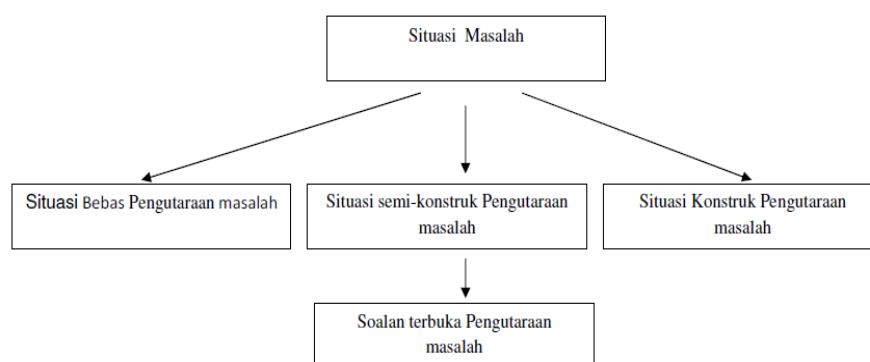 Situasi Masalah
Situasi Bebas Pengutaraan masalah
Situasi semi-konstruk Pengutaraan
masalah
Situasi Konstruk Pengutaraan
masalah
Soalan terbuka Pengutaraan
masalah